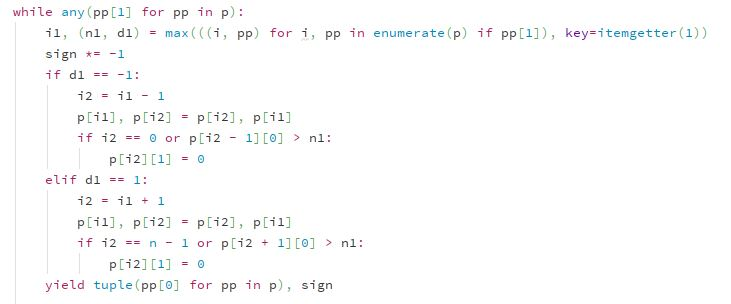 while any(pp[1] for pp in p):
    i1, (n1, d1) = max(((i, pp) for i, pp in enumerate(p) if pp[1]), key=itemgetter(1))
    sign *= -1
    if d1 == -1:
        i2 = i1 - 1
        p[i1], p[i2] = p[i2], p[i1]
        if i2 == 0 or p[i2 - 1][0] > n1:
            p[i2][1] = 0
    elif d1 == 1:
        i2 = i1 + 1
        p[i1], p[i2] = p[i2], p[i1]
        if i2 == n - 1 or p[i2 + 1][0] > n1:
            p[i2][1] = 0
    yield tuple(pp[0] for pp in p), sign